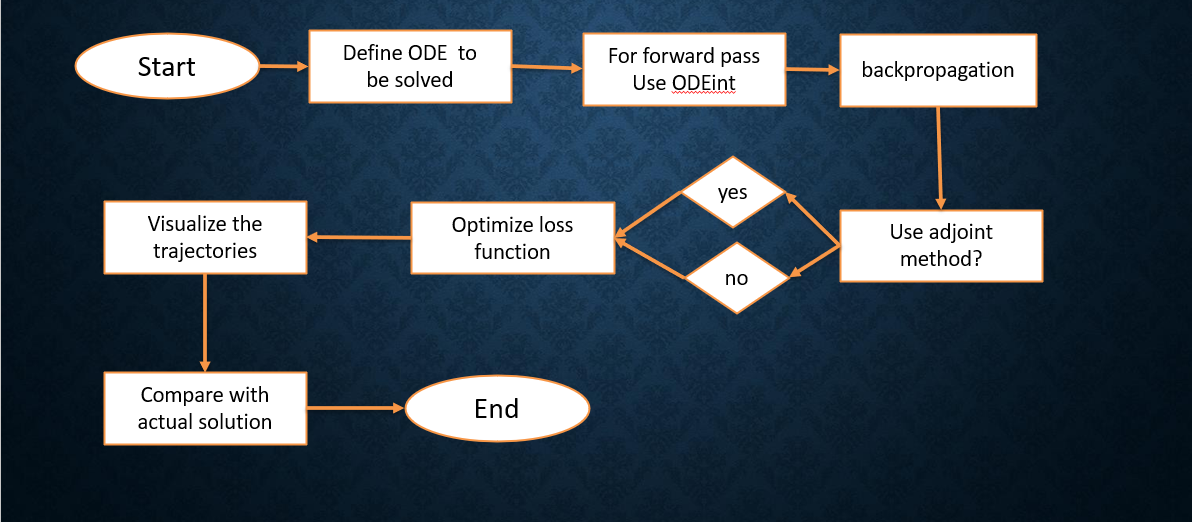 Start
Define ODE to
be solved
For forward pass
Use ODEint
backpropagation
Use adjoint
method?
yes
no
Optimize loss
function
Visualize the
trajectories
Compare with
actual solution
End